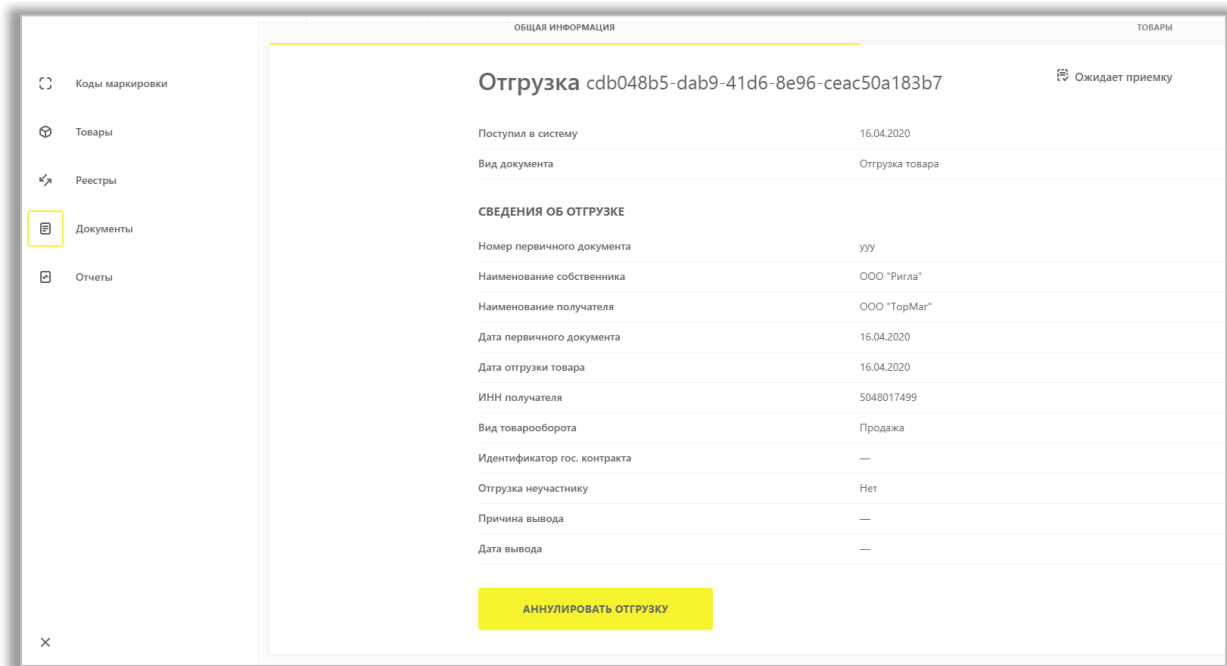 ОБЩАЯ ИНФОРМАЦИЯ ТОВАРЫ
Коды маркировки
Товары
Реестры
Документы
Отчеты
Отгрузка cdb048b5-dab9-41d6-8e96-ceac50a183b7 Ожидает приемку
Поступил в систему 16.04.2020
Вид документа Отгрузка товара
СВЕДЕНИЯ ОБ ОТГРУЗКЕ
Номер первичного документа yyy
Наименование собственника ООО "Ригла"
Наименование получателя ООО "ТорМаг"
Дата первичного документа 16.04.2020
Дата отгрузки товара 16.04.2020
ИНН получателя 5048017499
Вид товарооборота Продажа
Идентификатор гос. контракта —
Отгрузка неучастнику Нет
Причина вывода —
Дата вывода —
АННУЛИРОВАТЬ ОТГРУЗКУ